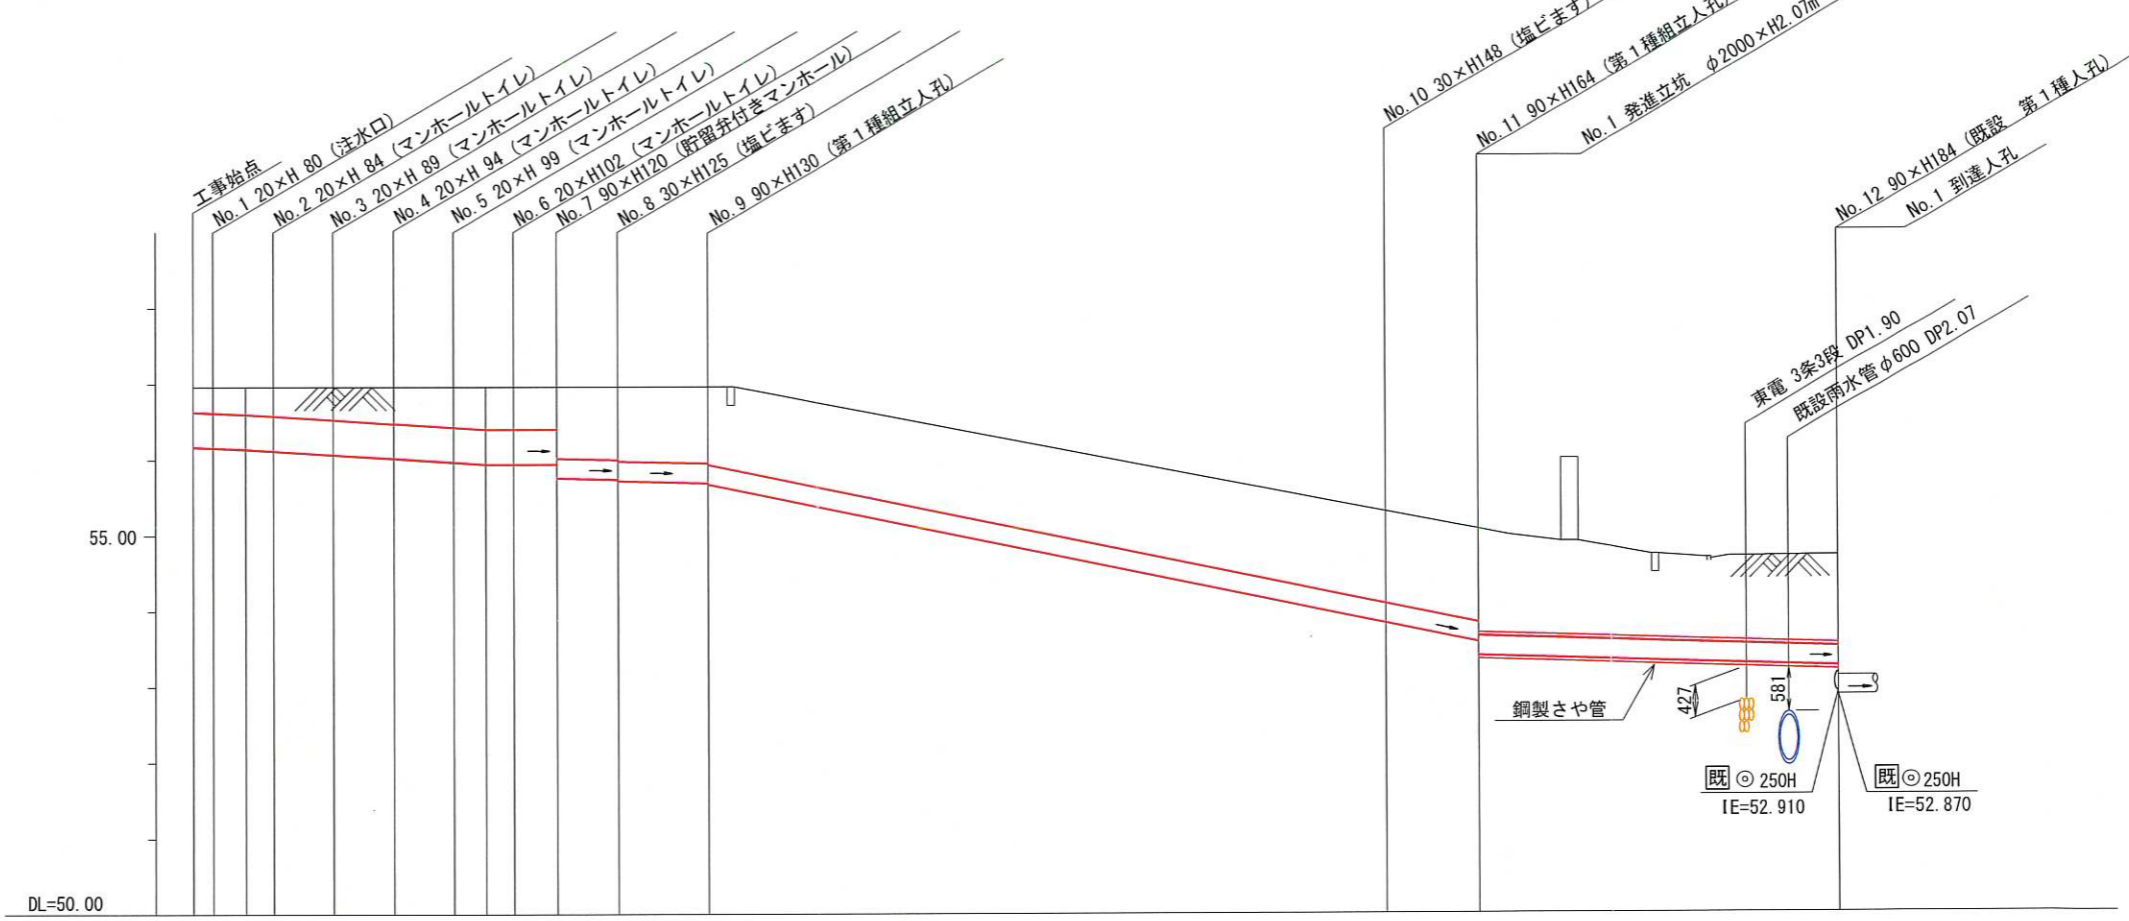 工事始点
No.1 20×H 80 (注水口)
No.2 20×H 84 (マンホールトイレ)
No.3 20×H 89 (マンホールトイレ)
No.4 20×H 94 (マンホールトイレ)
No.5 20×H 99 (マンホールトイレ)
No.6 20×H102 (マンホールトイレ)
No.7 90×H120 (貯留弁付きマンホール)
No.8 30×H125 (塩ビます)
No.9 90×H130 (第1種組立人孔)
No.10 30×H148 (塩ビます)
No.11 90×H164 (第1種組立人孔)
No.1 発進立坑 φ2000×H2.07m
No.12 90×H184 (既設 第1種人孔)
No.1 到達人孔
東電 3条3段 DP1.90
既設雨水管φ600 DP2.07
55.00
鋼製さや管
427
581
既 ◎ 250H
IE=52.910
既 ◎ 250H
IE=52.870
DL=50.00